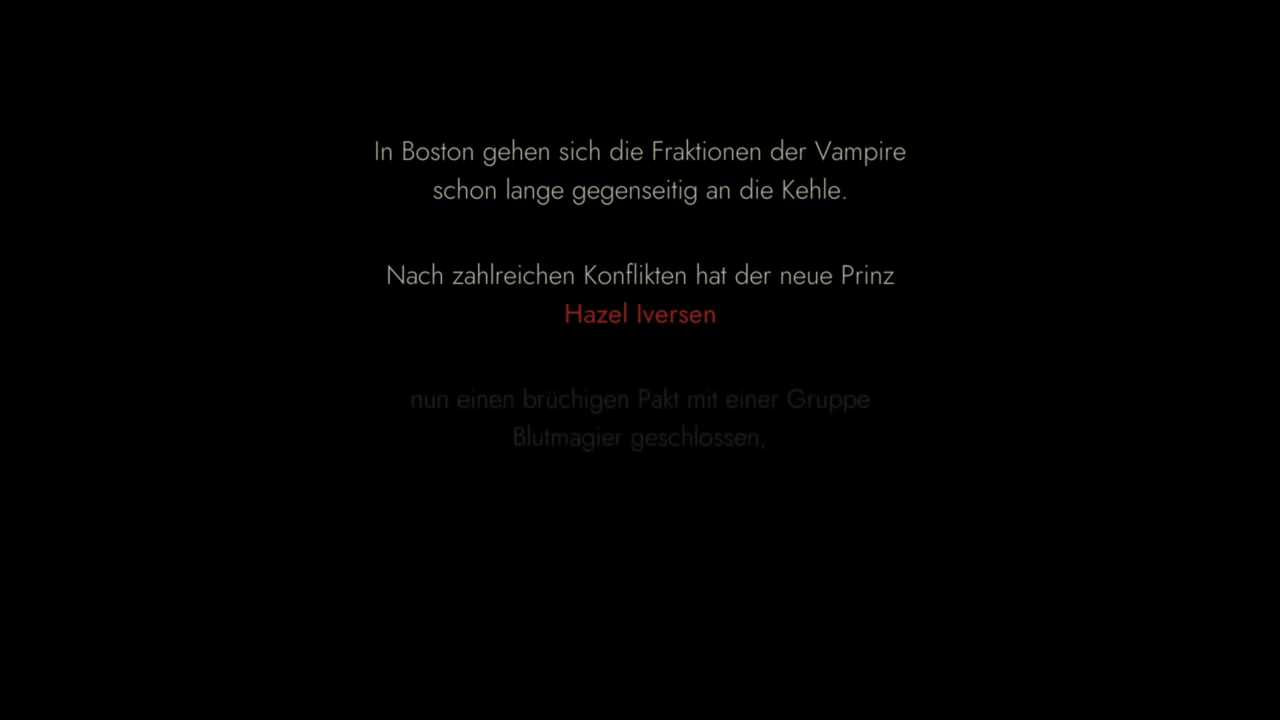 In Boston gehen sich die Fraktionen der Vampire
schon lange gegenseitig an die Kehle.
Nach zahlreichen Konflikten hat der neue Prinz
Hazel Iversen
nun einen brüchigen Pakt mit einer Gruppe
Blutmagier geschlossen,